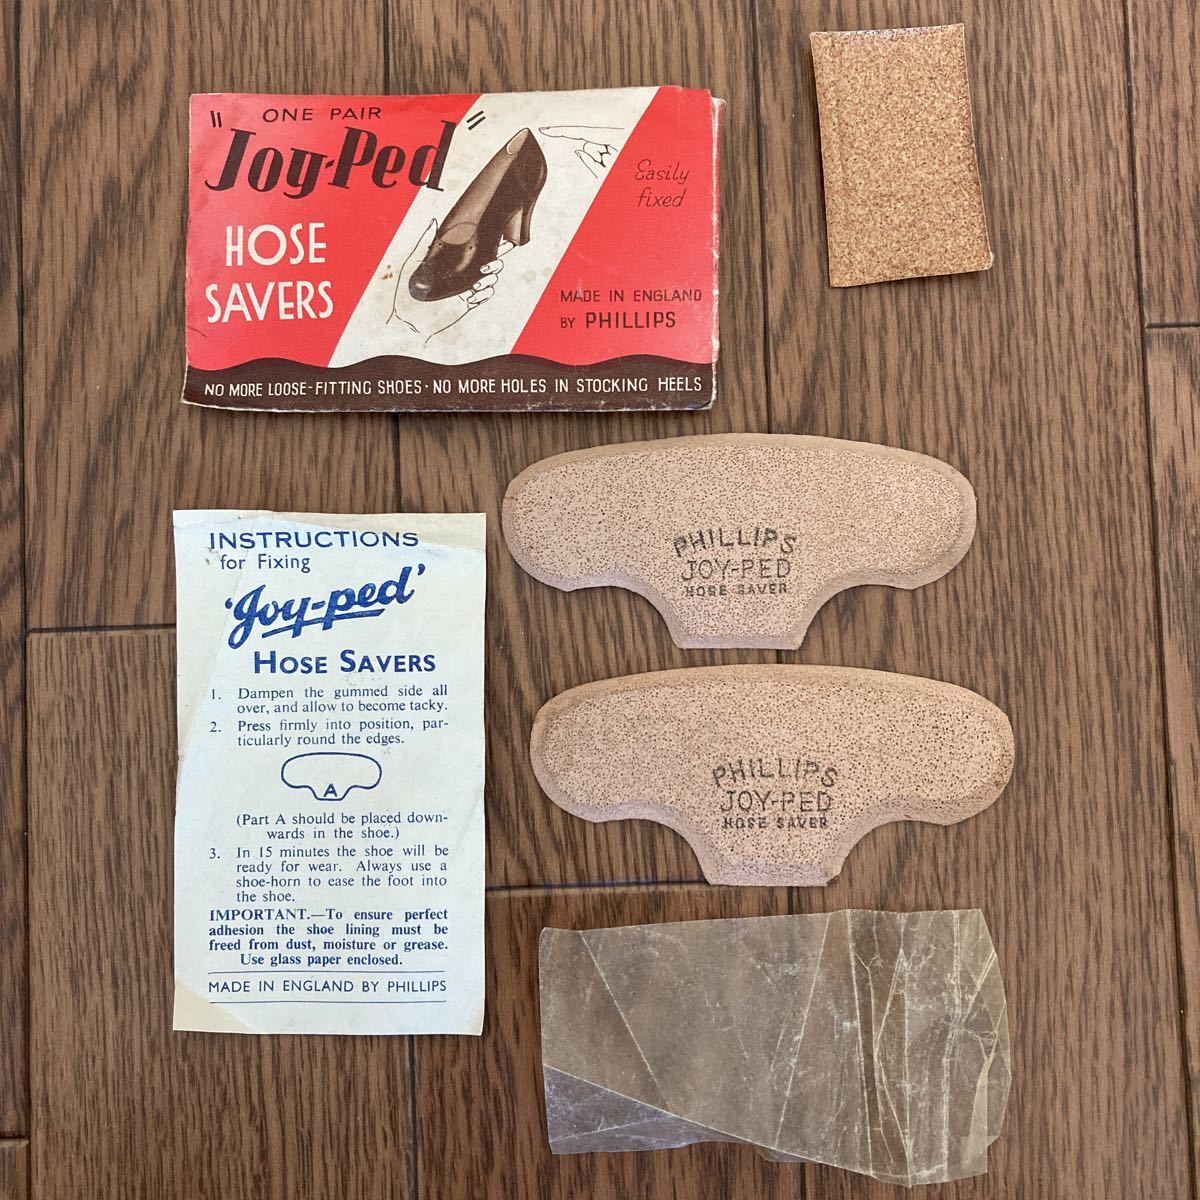 ONE PAIR
"Joy-Ped"
HOSE
SAVERS
Easily
fixed
MADE IN ENGLAND
BY PHILLIPS
NO MORE LOOSE-FITTING SHOES · NO MORE HOLES IN STOCKING HEELS
PHILLIPS
JOY-PED
HOSE SAVER
PHILLIPS
JOY-PED
HOSE SAVER
INSTRUCTIONS
for Fixing
'Joy-ped'
HOSE SAVERS
1. Dampen the gummed side all
over, and allow to become tacky.
2. Press firmly into position, par-
ticularly round the edges.
A
(Part A should be placed down-
wards in the shoe.)
3. In 15 minutes the shoe will be
ready for wear. Always use a
shoe-horn to ease the foot into
the shoe.
IMPORTANT.—To ensure perfect
adhesion the shoe lining must be
freed from dust, moisture or grease.
Use glass paper enclosed.
MADE IN ENGLAND BY PHILLIPS